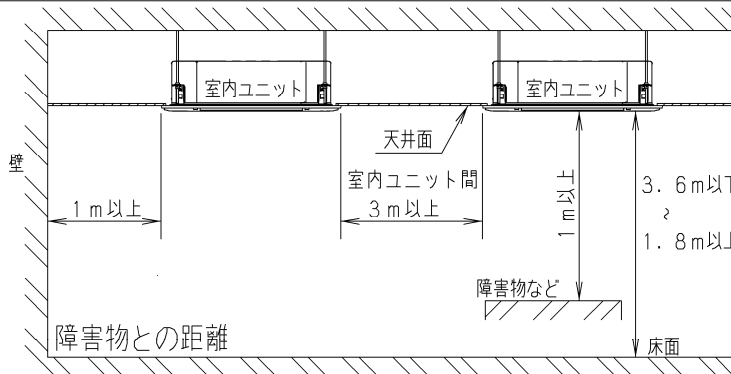 室内ユニット
室内ユニット
天井面
壁
室内ユニット間
1m以上
3m以上
1m以上
3.6m以下
~
1.8m以上
障害物など
障害物との距離
床面